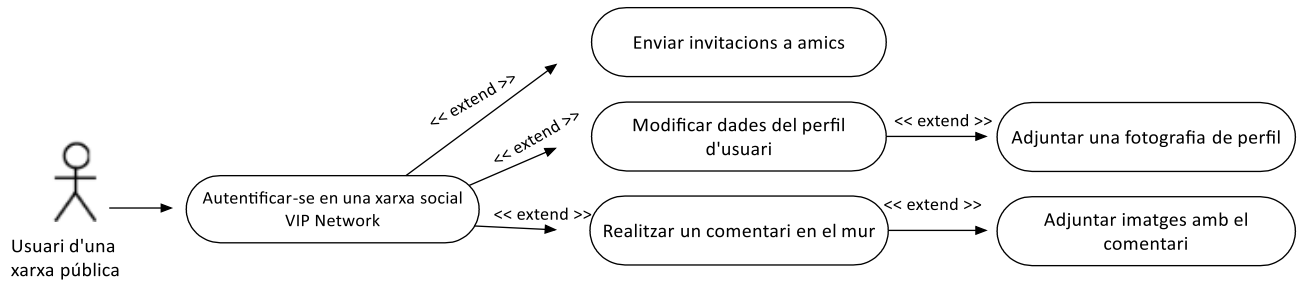 Enviar invitacions a amics
<< extend >>
<< extend >>
Modificar dades del perfil
d'usuari
<< extend >>
Adjuntar una fotografia de perfil
Autentificar-se en una xarxa social
VIP Network
<< extend >>
Realitzar un comentari en el mur
<< extend >>
Adjuntar imatges amb el
comentari
Usuari d'una
xarxa pública